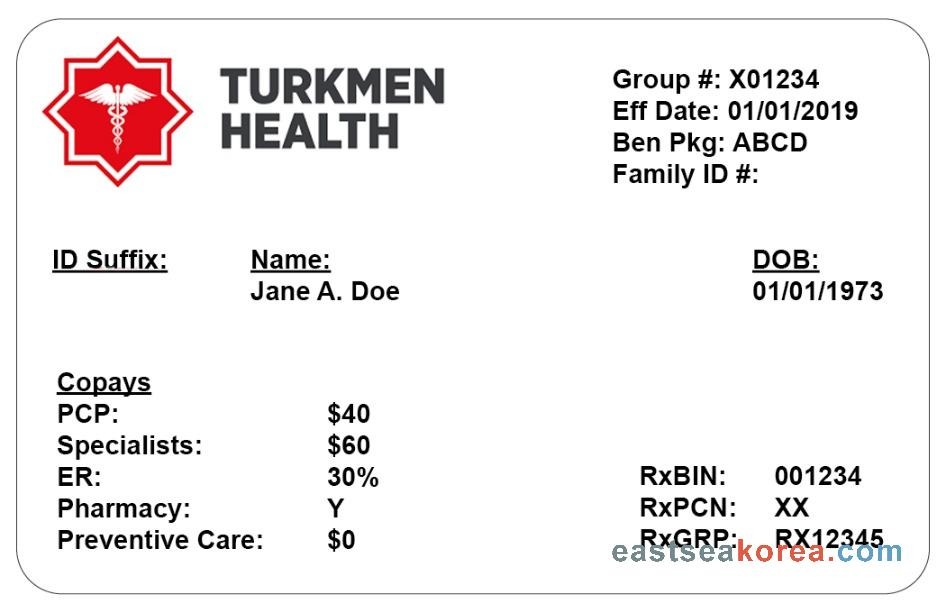 TURKMEN
HEALTH
Group #: X01234
Eff Date: 01/01/2019
Ben Pkg: ABCD
Family ID #:
ID Suffix: Name: DOB:
Jane A. Doe 01/01/1973
Copays
PCP: $40
Specialists: $60
ER: 30% RxBIN: 001234
Pharmacy: Y RxPCN: XX
Preventive Care: $0 RxGRP: RX12345
eastseakorea.com